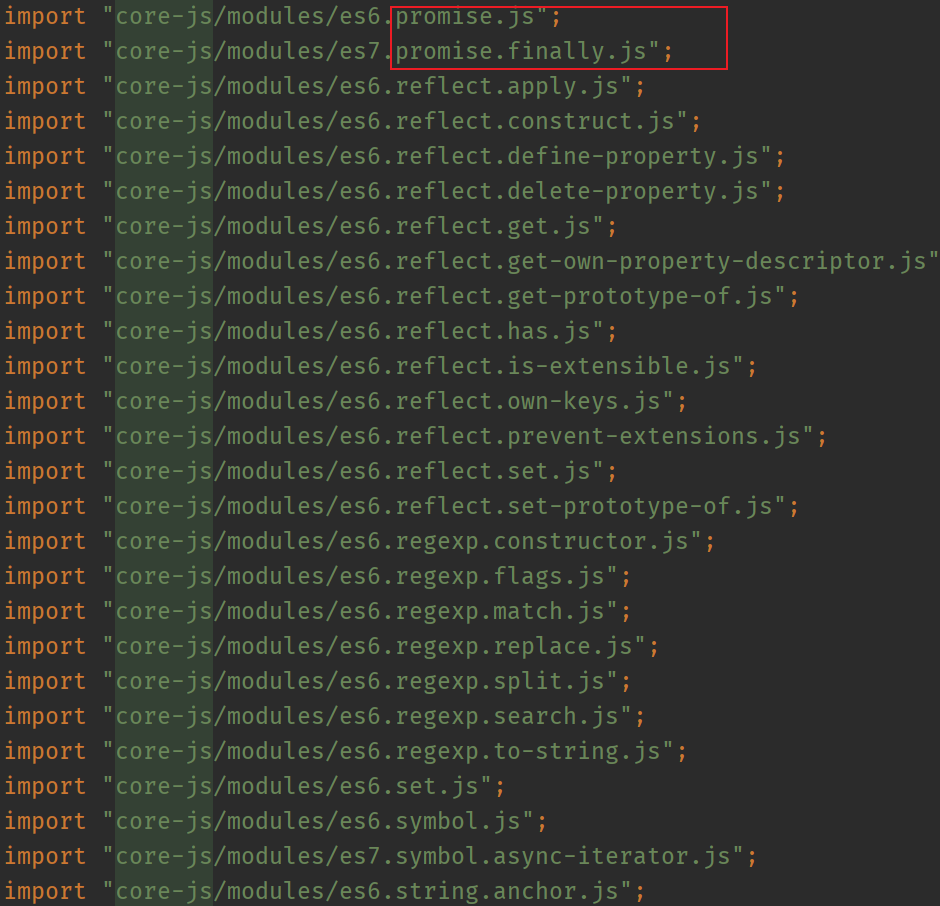 import "core-js/modules/es6.promise.js";
import "core-js/modules/es7.promise.finally.js";
import "core-js/modules/es6.reflect.apply.js";
import "core-js/modules/es6.reflect.construct.js";
import "core-js/modules/es6.reflect.define-property.js";
import "core-js/modules/es6.reflect.delete-property.js";
import "core-js/modules/es6.reflect.get.js";
import "core-js/modules/es6.reflect.get-own-property-descriptor.js"
import "core-js/modules/es6.reflect.get-prototype-of.js";
import "core-js/modules/es6.reflect.has.js";
import "core-js/modules/es6.reflect.is-extensible.js";
import "core-js/modules/es6.reflect.own-keys.js";
import "core-js/modules/es6.reflect.prevent-extensions.js";
import "core-js/modules/es6.reflect.set.js";
import "core-js/modules/es6.reflect.set-prototype-of.js";
import "core-js/modules/es6.regexp.constructor.js";
import "core-js/modules/es6.regexp.flags.js";
import "core-js/modules/es6.regexp.match.js";
import "core-js/modules/es6.regexp.replace.js";
import "core-js/modules/es6.regexp.split.js";
import "core-js/modules/es6.regexp.search.js";
import "core-js/modules/es6.regexp.to-string.js";
import "core-js/modules/es6.set.js";
import "core-js/modules/es6.symbol.js";
import "core-js/modules/es7.symbol.async-iterator.js";
import "core-js/modules/es6.string.anchor.js";